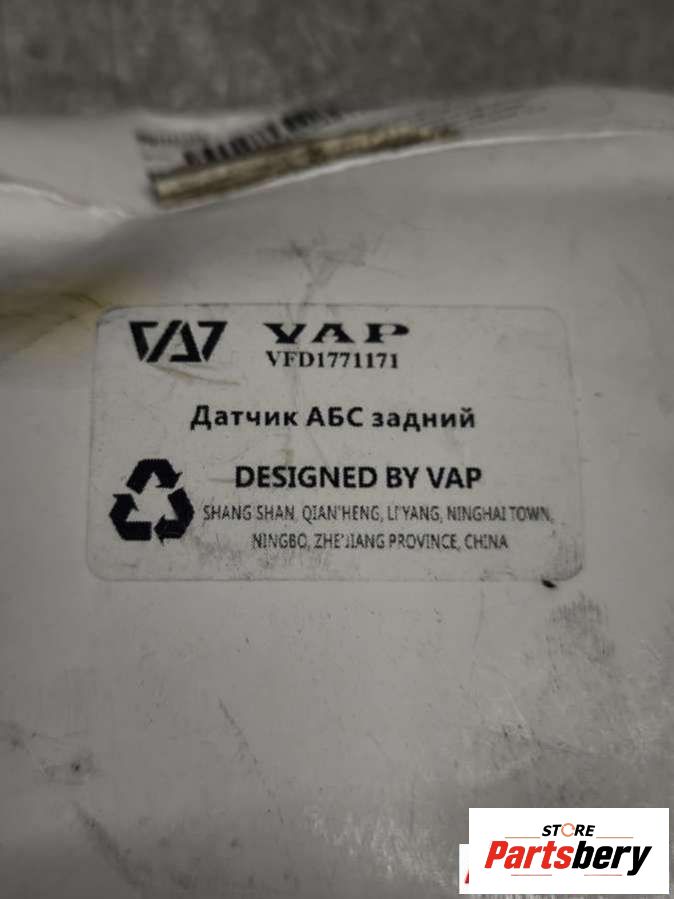 VAP
VFD1771171
Датчик АБС задний
DESIGNED BY VAP
SHANG SHAN, QIAN'HENG, LI'YANG, NINGHAI TOWN,
NINGBO, ZHE'JIANG PROVINCE, CHINA
STORE
Partsbery